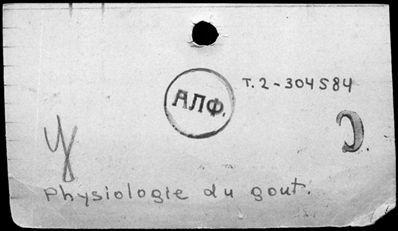 Т. 2-304584
АЛФ.
Physiologie du gout.